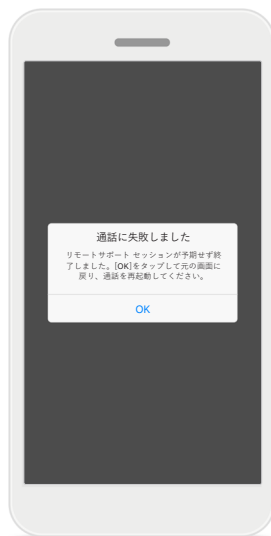 通話に失敗しました
リモートサポート セッションが予期せず終
了しました。[OK]をタップして元の画面に
戻り、通話を再起動してください。
OK